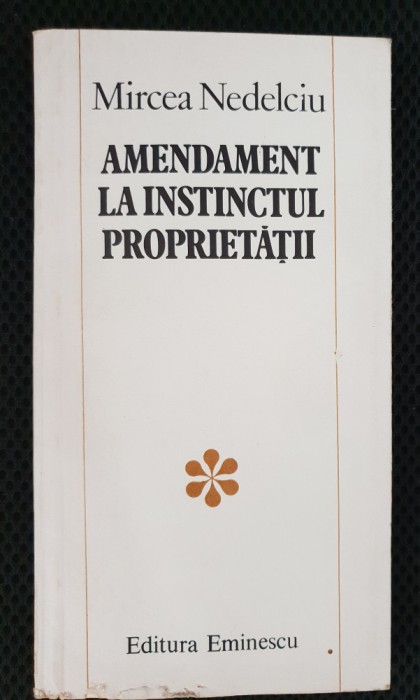 Mircea Nedelciu
AMENDAMENT
LA INSTINCTUL
PROPRIETĂȚII
Editura Eminescu